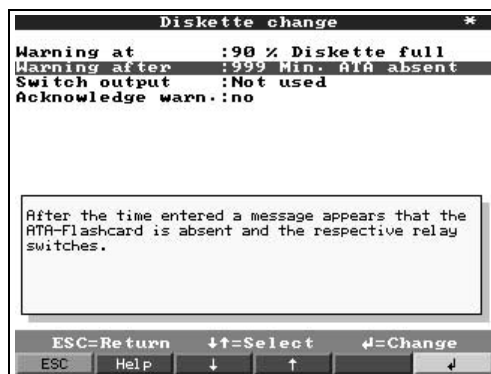 Diskette change *
Warning at :90 % Diskette full
Warning after :999 Min. ATA absent
Switch output :Not used
Acknowledge warn.:no
After the time entered a message appears that the
ATA-Flashcard is absent and the respective relay
switches.
ESC=Return ↓↑=Select ↲=Change
ESC Help ↓ ↑ ↲